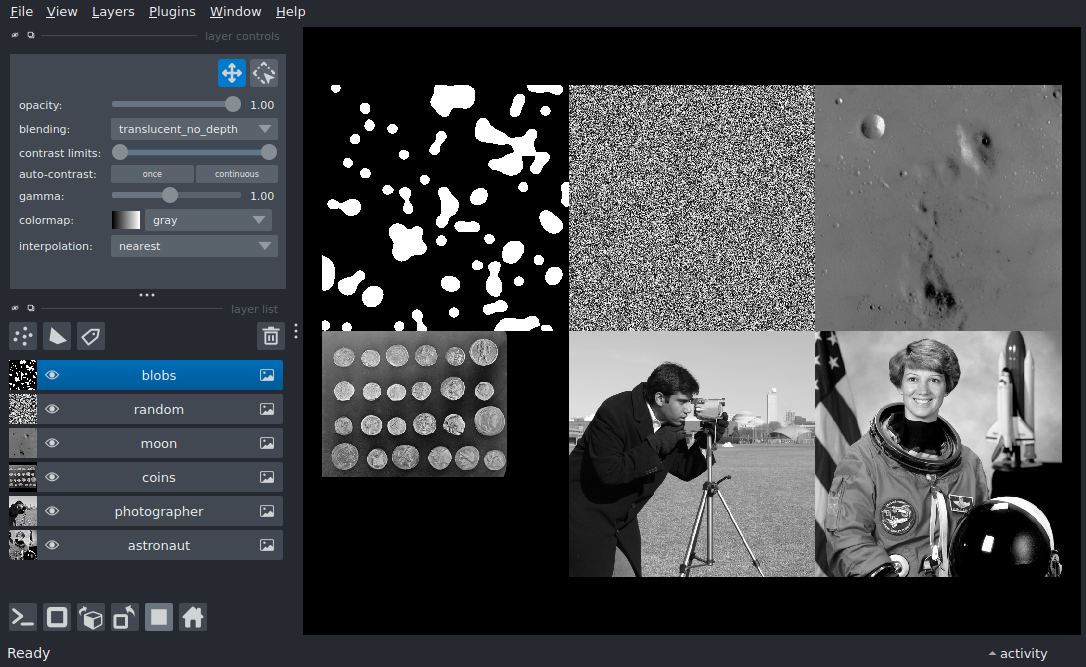 File View Layers Plugins Window Help
layer controls
opacity: 1.00
blending: translucent_no_depth
contrast limits:
auto-contrast: once continuous
gamma: 1.00
colormap: gray
interpolation: nearest
layer list
blobs
random
moon
coins
photographer
astronaut
Ready activity